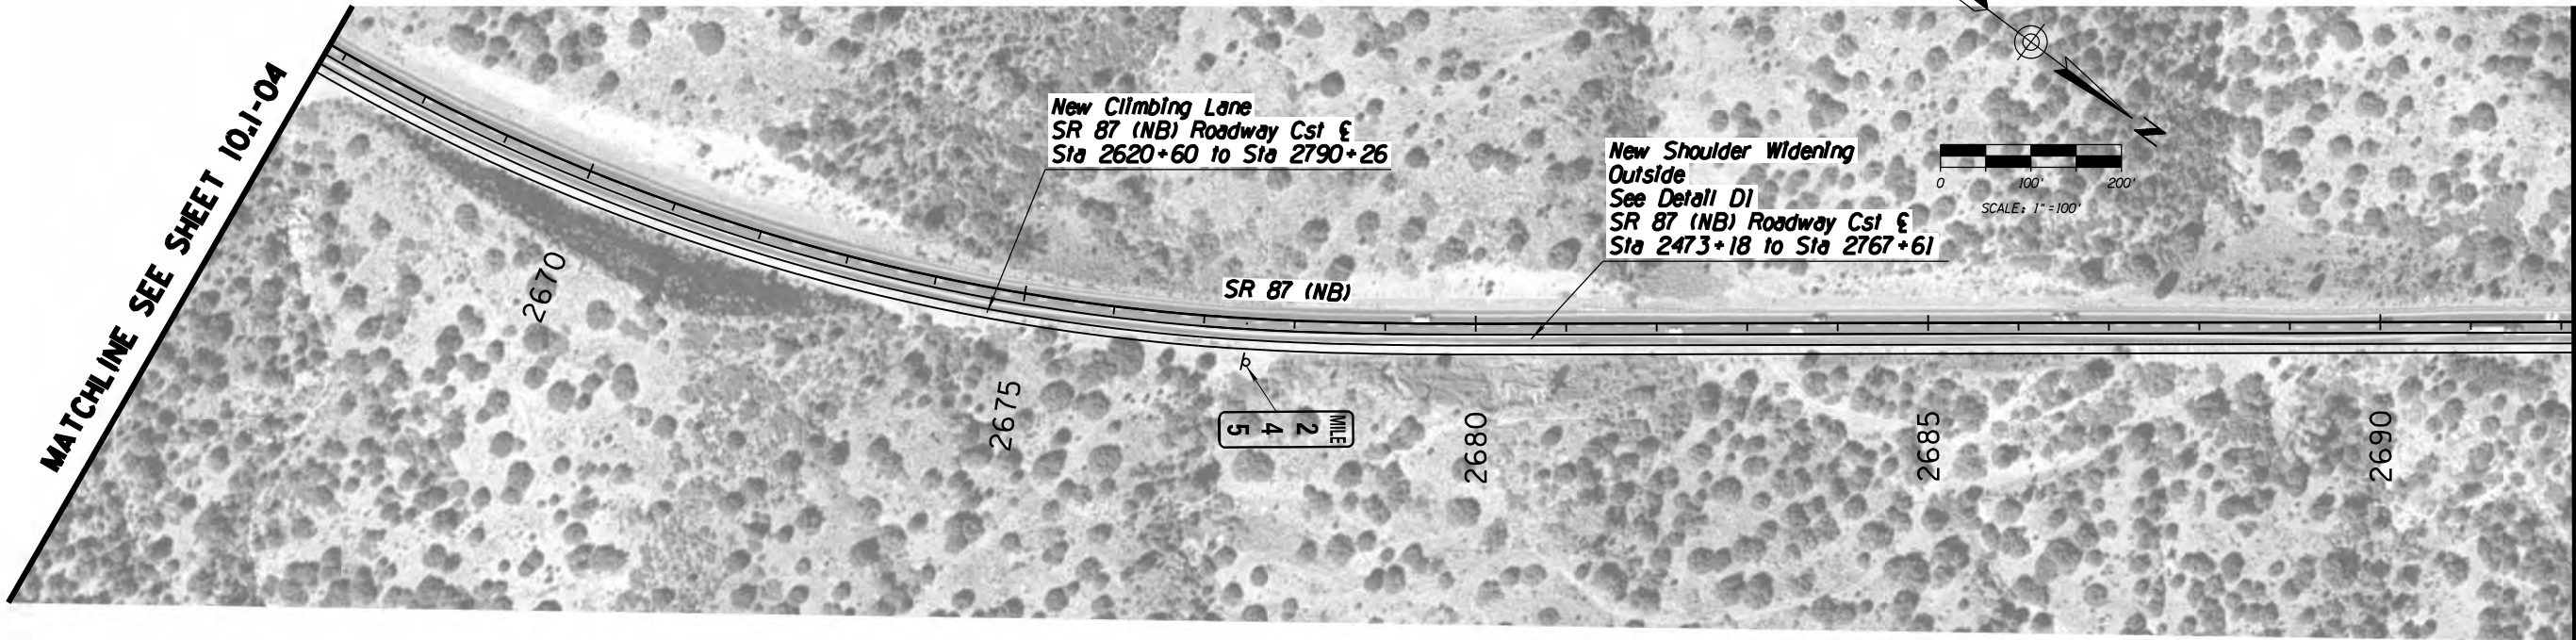 MATCHLINE SEE SHEET 10.1-04
New Climbing Lane
SR 87 (NB) Roadway Cst ℄
Sta 2620+60 to Sta 2790+26
New Shoulder Widening
Outside
See Detail D1
SR 87 (NB) Roadway Cst ℄
Sta 2473+18 to Sta 2767+61
N
0 100' 200'
SCALE: 1"=100'
SR 87 (NB)
2670
2675
MILE
2
4
5
2680
2685
2690